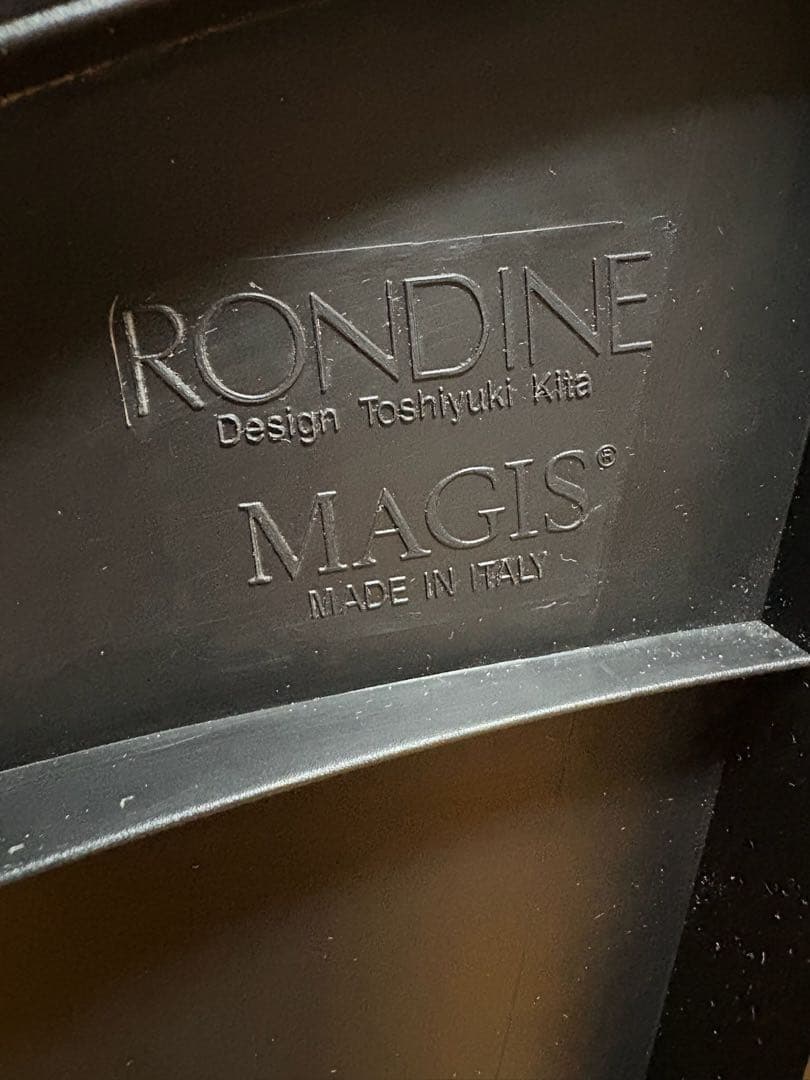 RONDINE
Design Toshiyuki Kita
MAGIS®
MADE IN ITALY